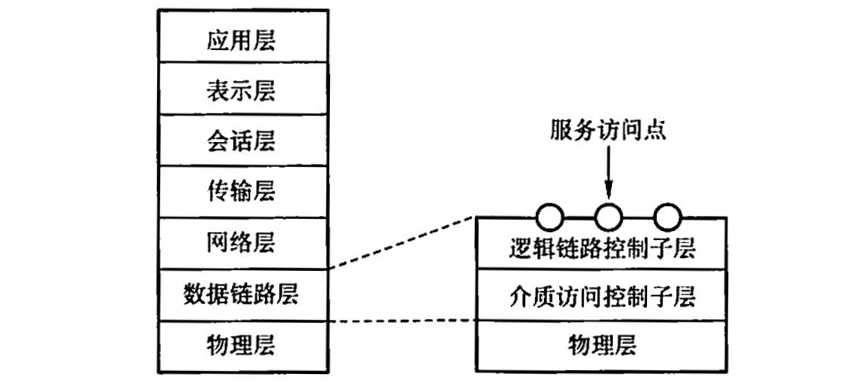 应用层
表示层
会话层
传输层
网络层
数据链路层
物理层
服务访问点
逻辑链路控制子层
介质访问控制子层
物理层